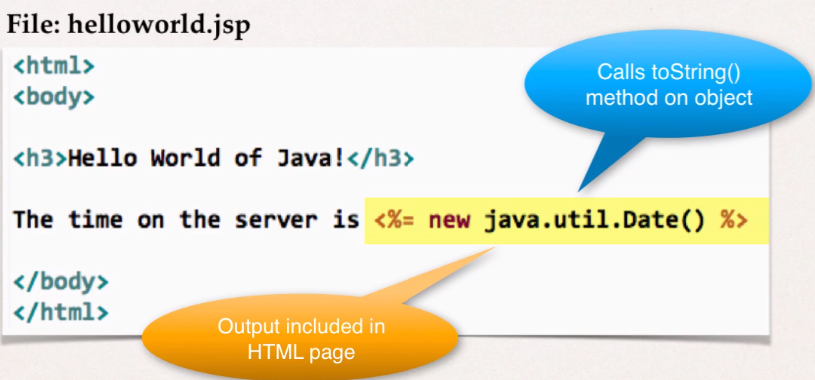 File: helloworld.jsp
<html>
<body>
Calls toString()
method on object
<h3>Hello World of Java!</h3>
The time on the server is <%= new java.util.Date() %>
</body>
</html>
Output included in
HTML page